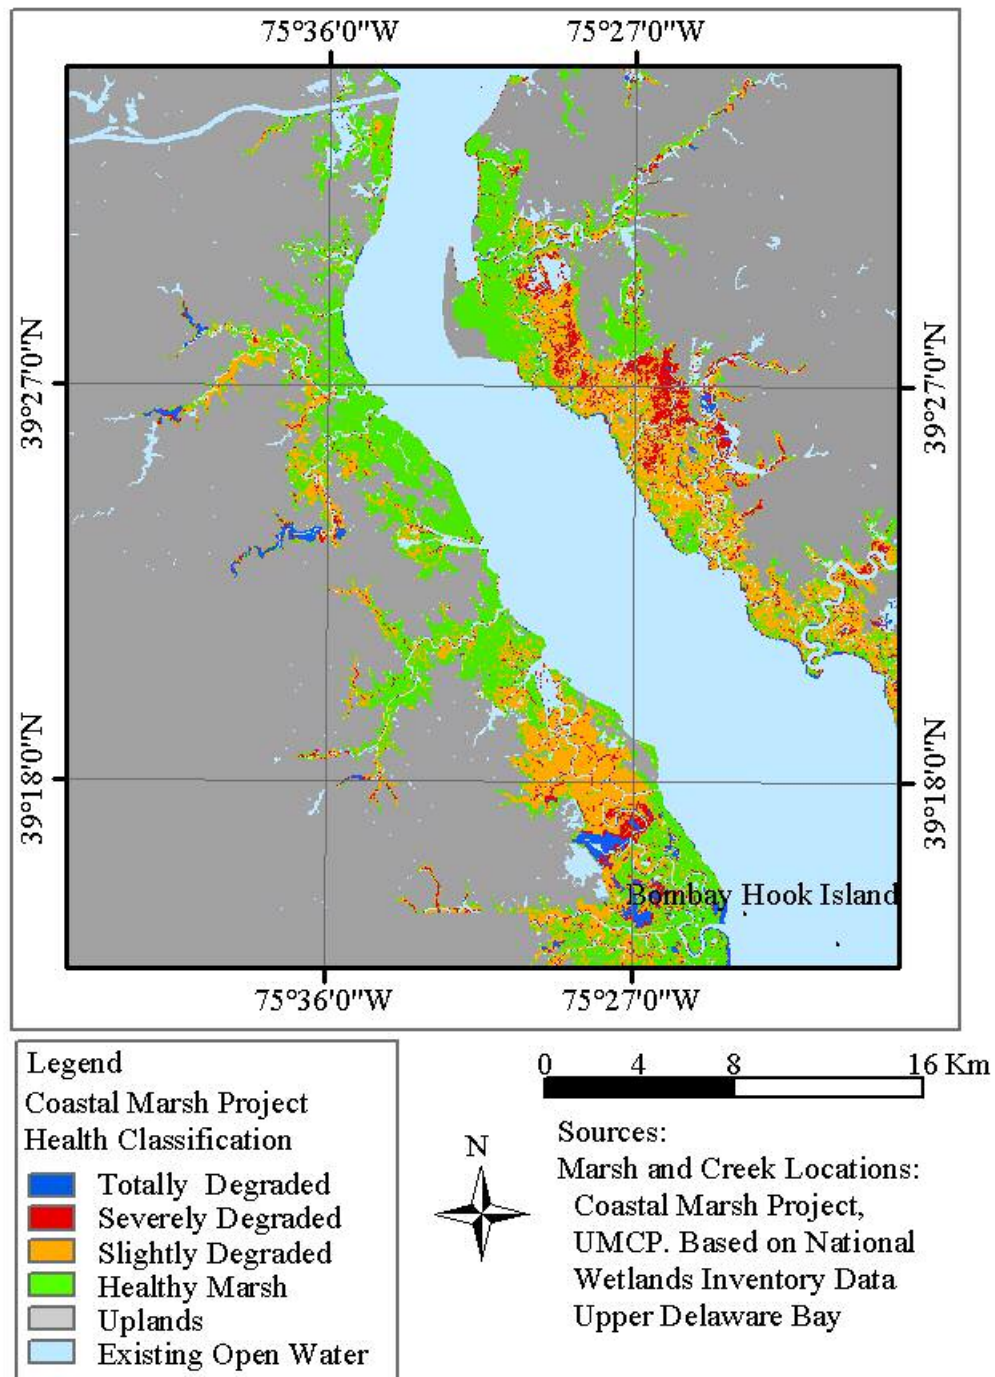 75°36'0"W 75°27'0"W
39°27'0"N
39°27'0"N
39°18'0"N
39°18'0"N
Bombay Hook Island
75°36'0"W 75°27'0"W
Legend
Coastal Marsh Project
Health Classification
Totally Degraded
Severely Degraded
Slightly Degraded
Healthy Marsh
Uplands
Existing Open Water
0 4 8 16 Km
N
Sources:
Marsh and Creek Locations:
Coastal Marsh Project,
UMCP. Based on National
Wetlands Inventory Data
Upper Delaware Bay